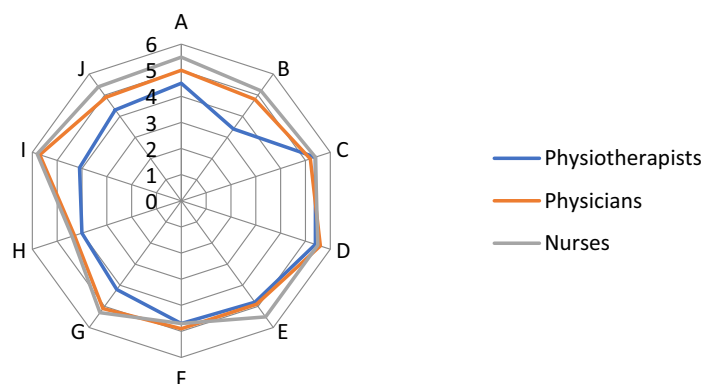 A
B
C
D
E
F
G
H
I
J
6
5
4
3
2
1
0
Physiotherapists
Physicians
Nurses